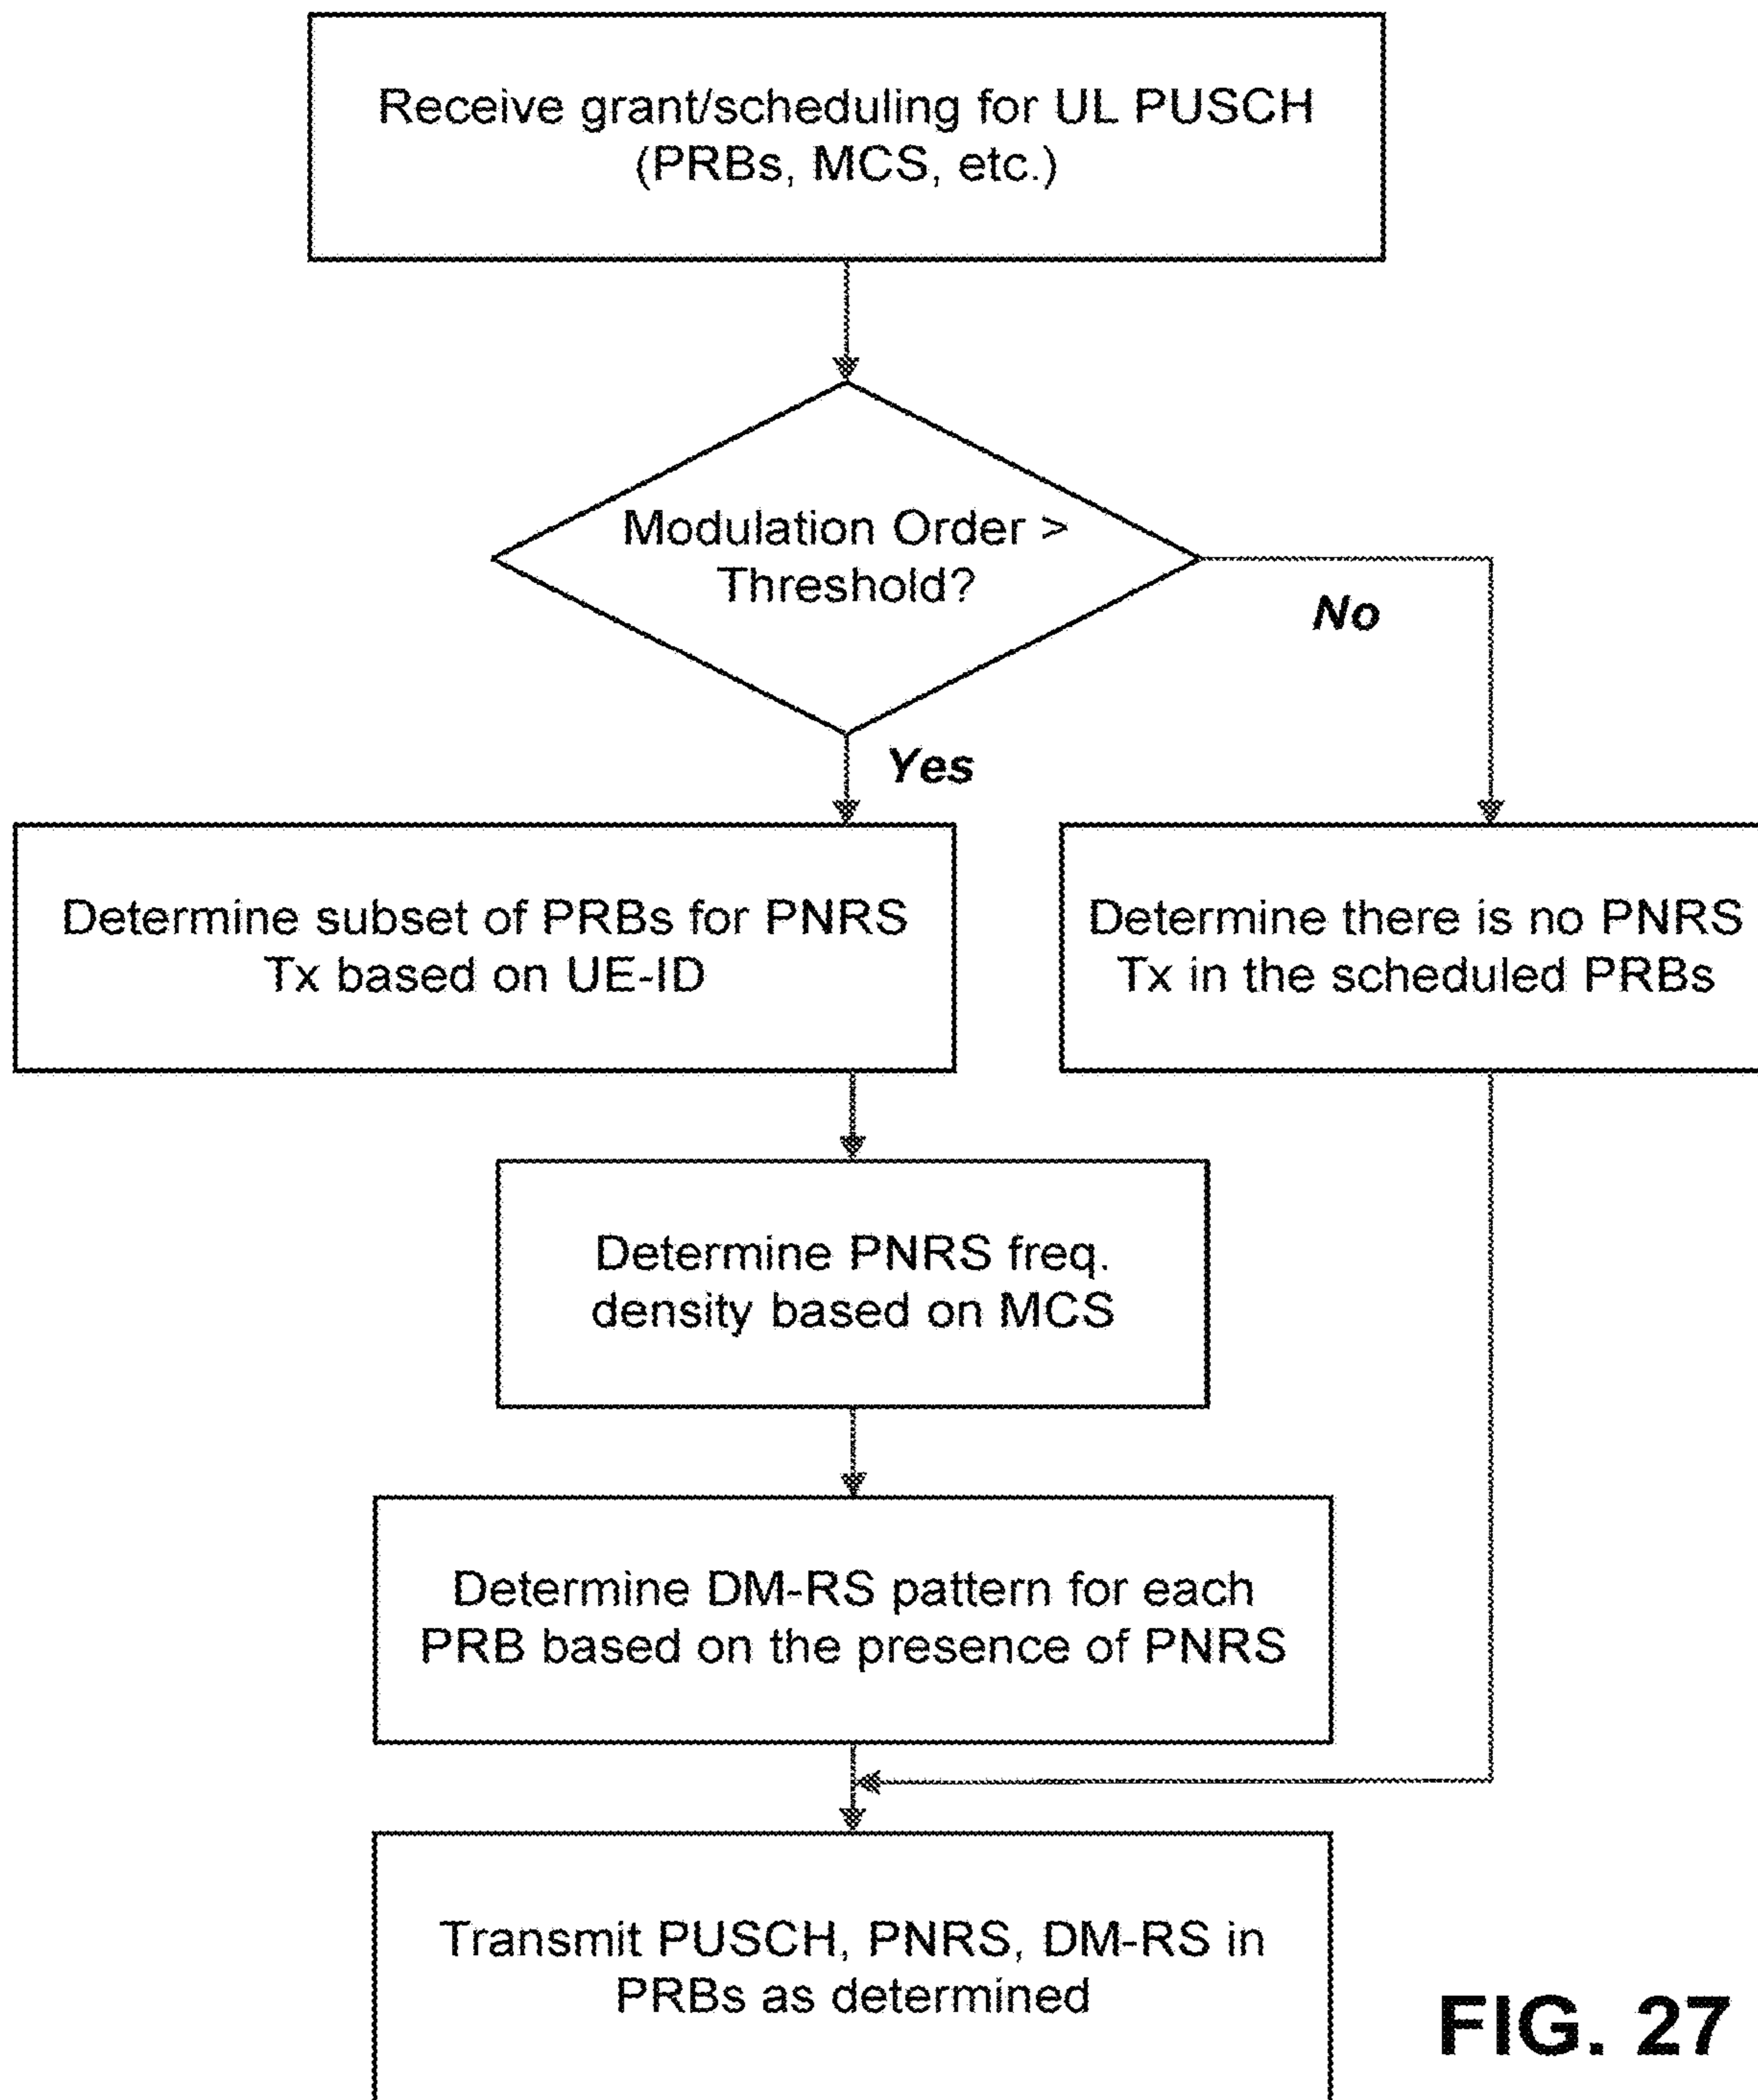 Receive grant/scheduling for UL PUSCH
(PRBs, MCS, etc.)
Modulation Order >
Threshold?
No
Yes
Determine subset of PRBs for PNRS
Tx based on UE-ID
Determine there is no PNRS
Tx in the scheduled PRBs
Determine PNRS freq.
density based on MCS
Determine DM-RS pattern for each
PRB based on the presence of PNRS
Transmit PUSCH, PNRS, DM-RS in
PRBs as determined
FIG. 27